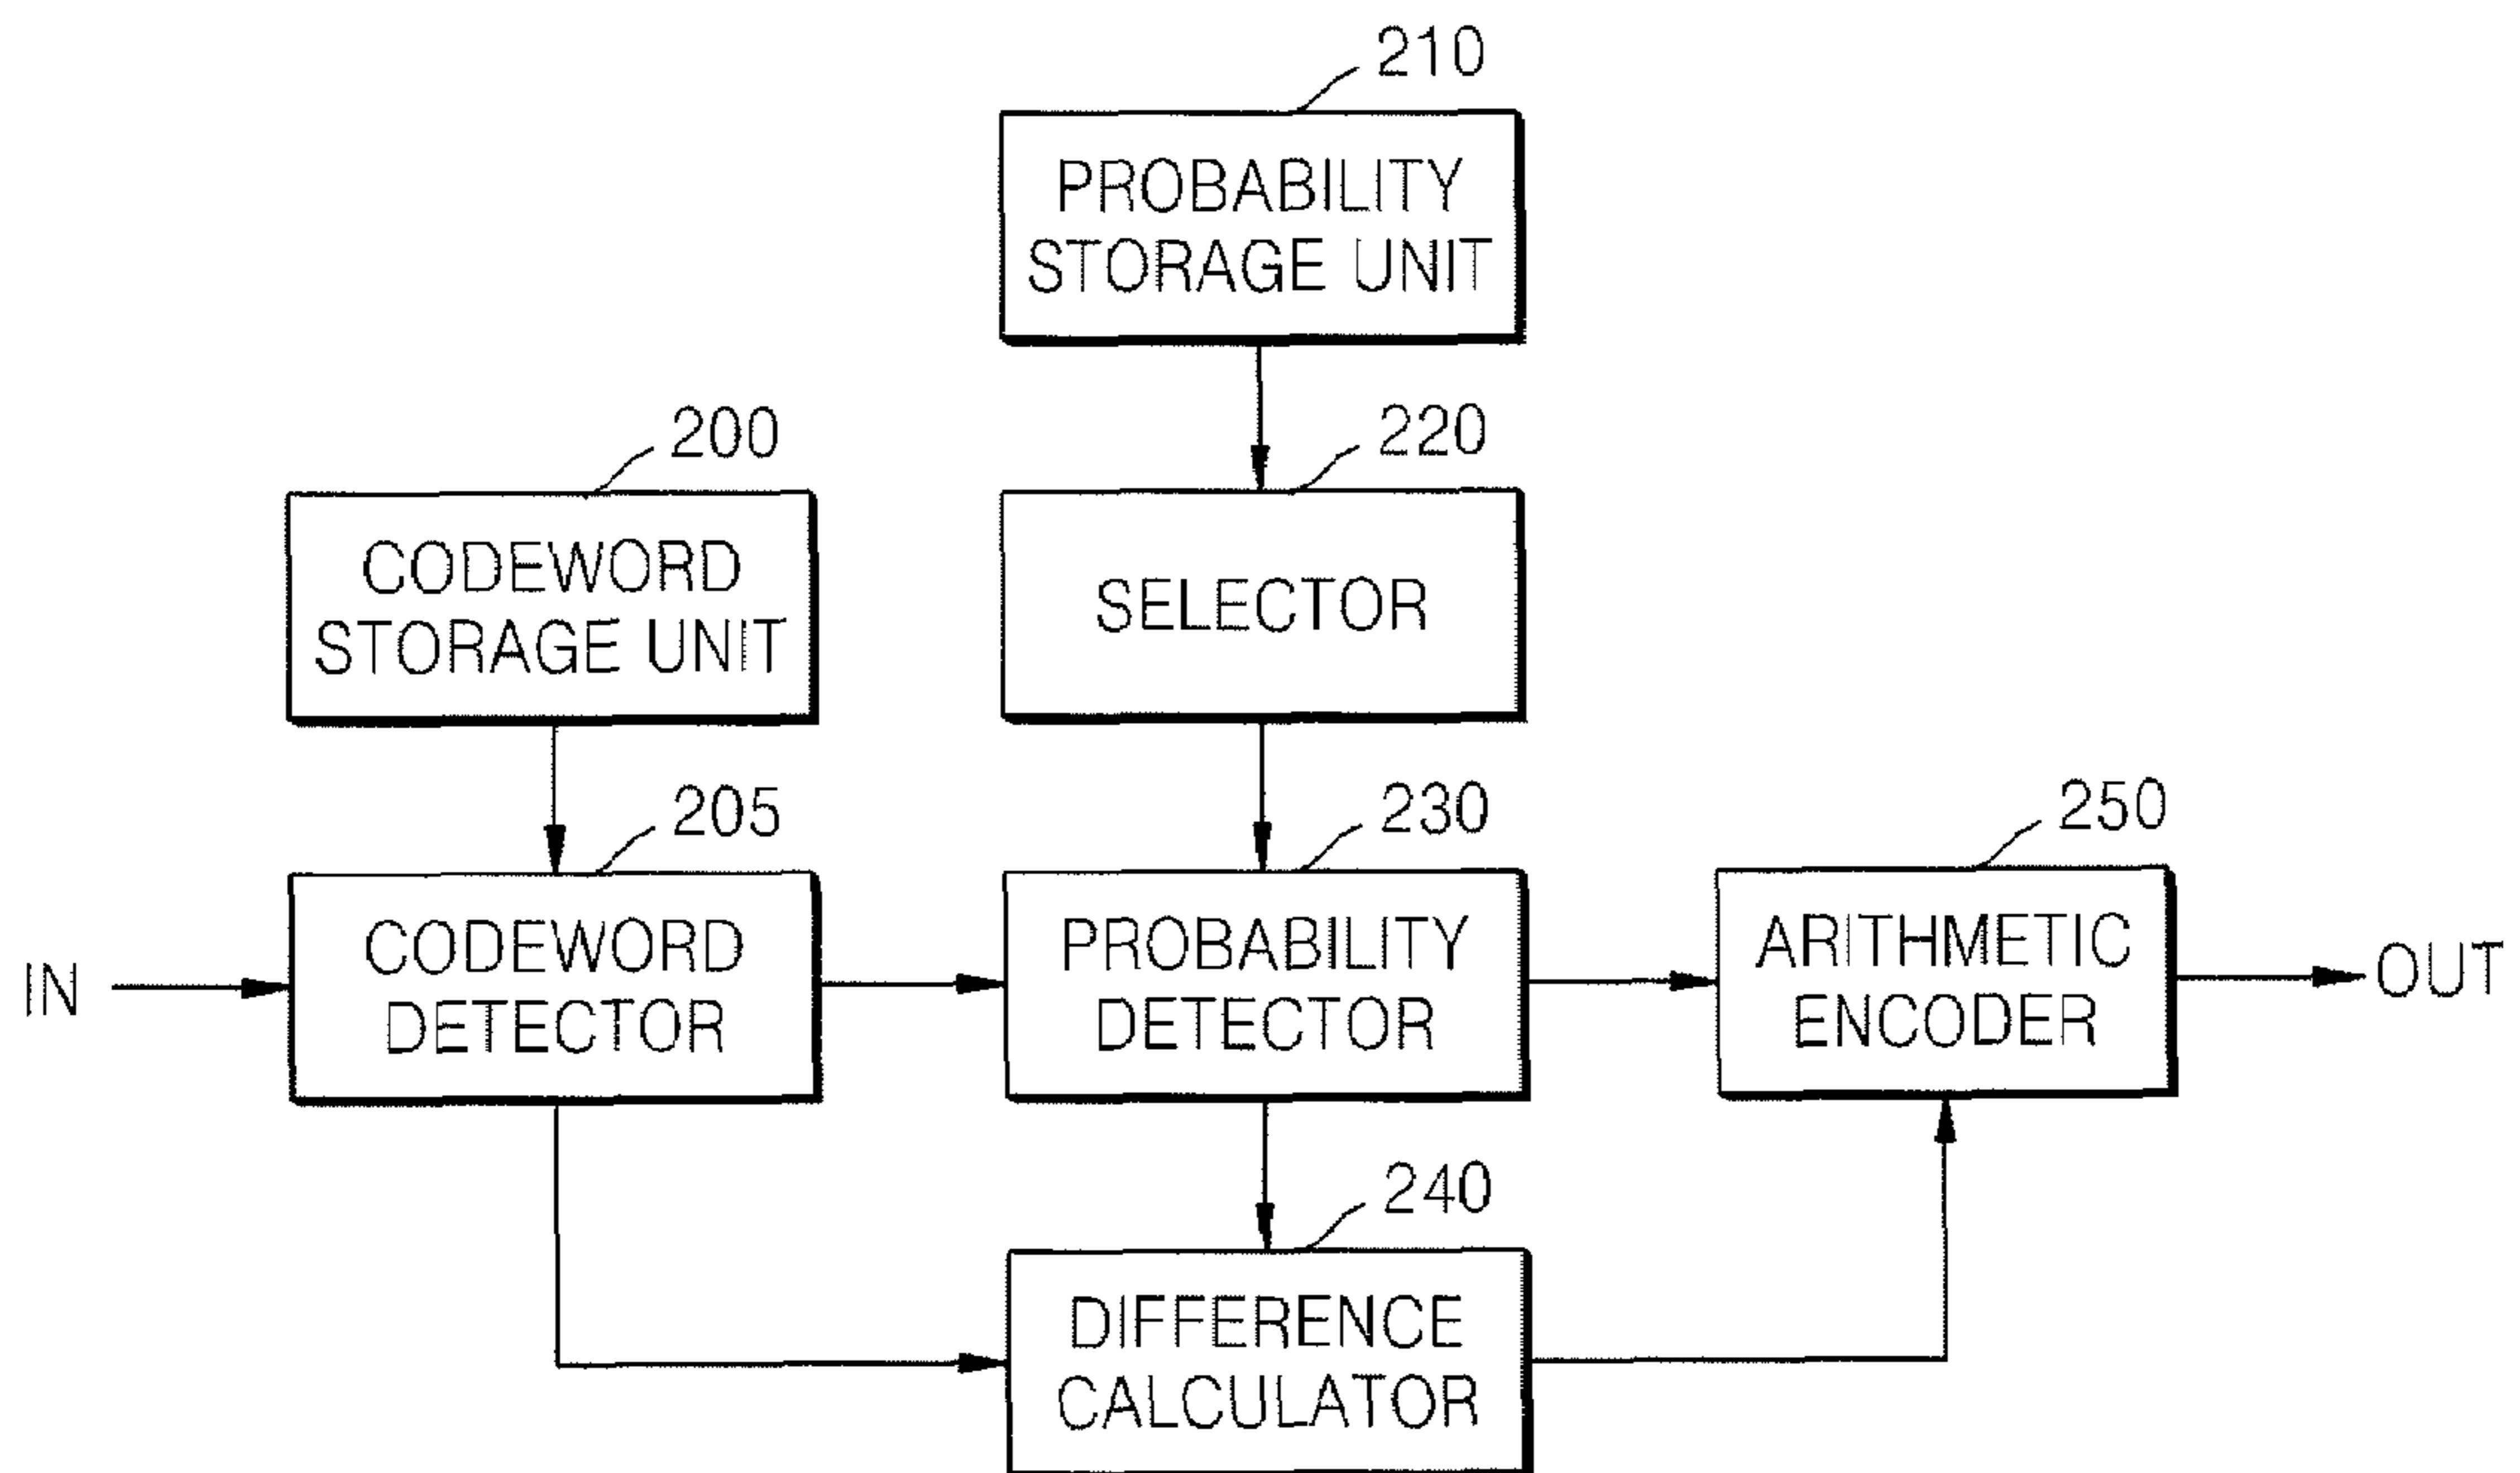 210
PROBABILITY
STORAGE UNIT
200
220
CODEWORD
STORAGE UNIT
SELECTOR
205
230
250
IN
CODEWORD
DETECTOR
PROBABILITY
DETECTOR
ARITHMETIC
ENCODER
OUT
240
DIFFERENCE
CALCULATOR